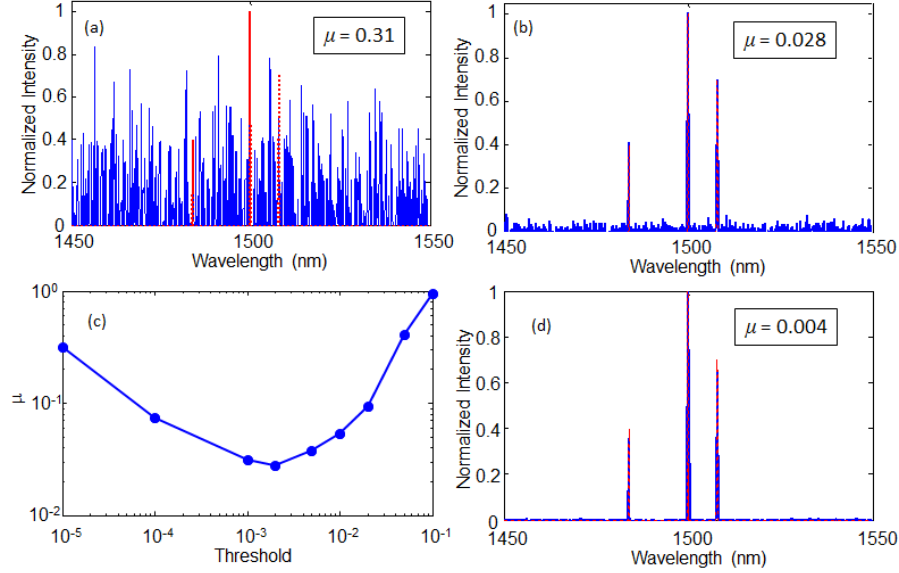 (a)
μ = 0.31
Normalized Intensity
1
0.8
0.6
0.4
0.2
0
1450
1500
1550
Wavelength (nm)
(b)
μ = 0.028
Normalized Intensity
1
0.8
0.6
0.4
0.2
0
1450
1500
1550
Wavelength (nm)
(c)
μ
10⁰
10⁻¹
10⁻²
10⁻⁵
10⁻⁴
10⁻³
10⁻²
10⁻¹
Threshold
(d)
μ = 0.004
Normalized Intensity
1
0.8
0.6
0.4
0.2
0
1450
1500
1550
Wavelength (nm)